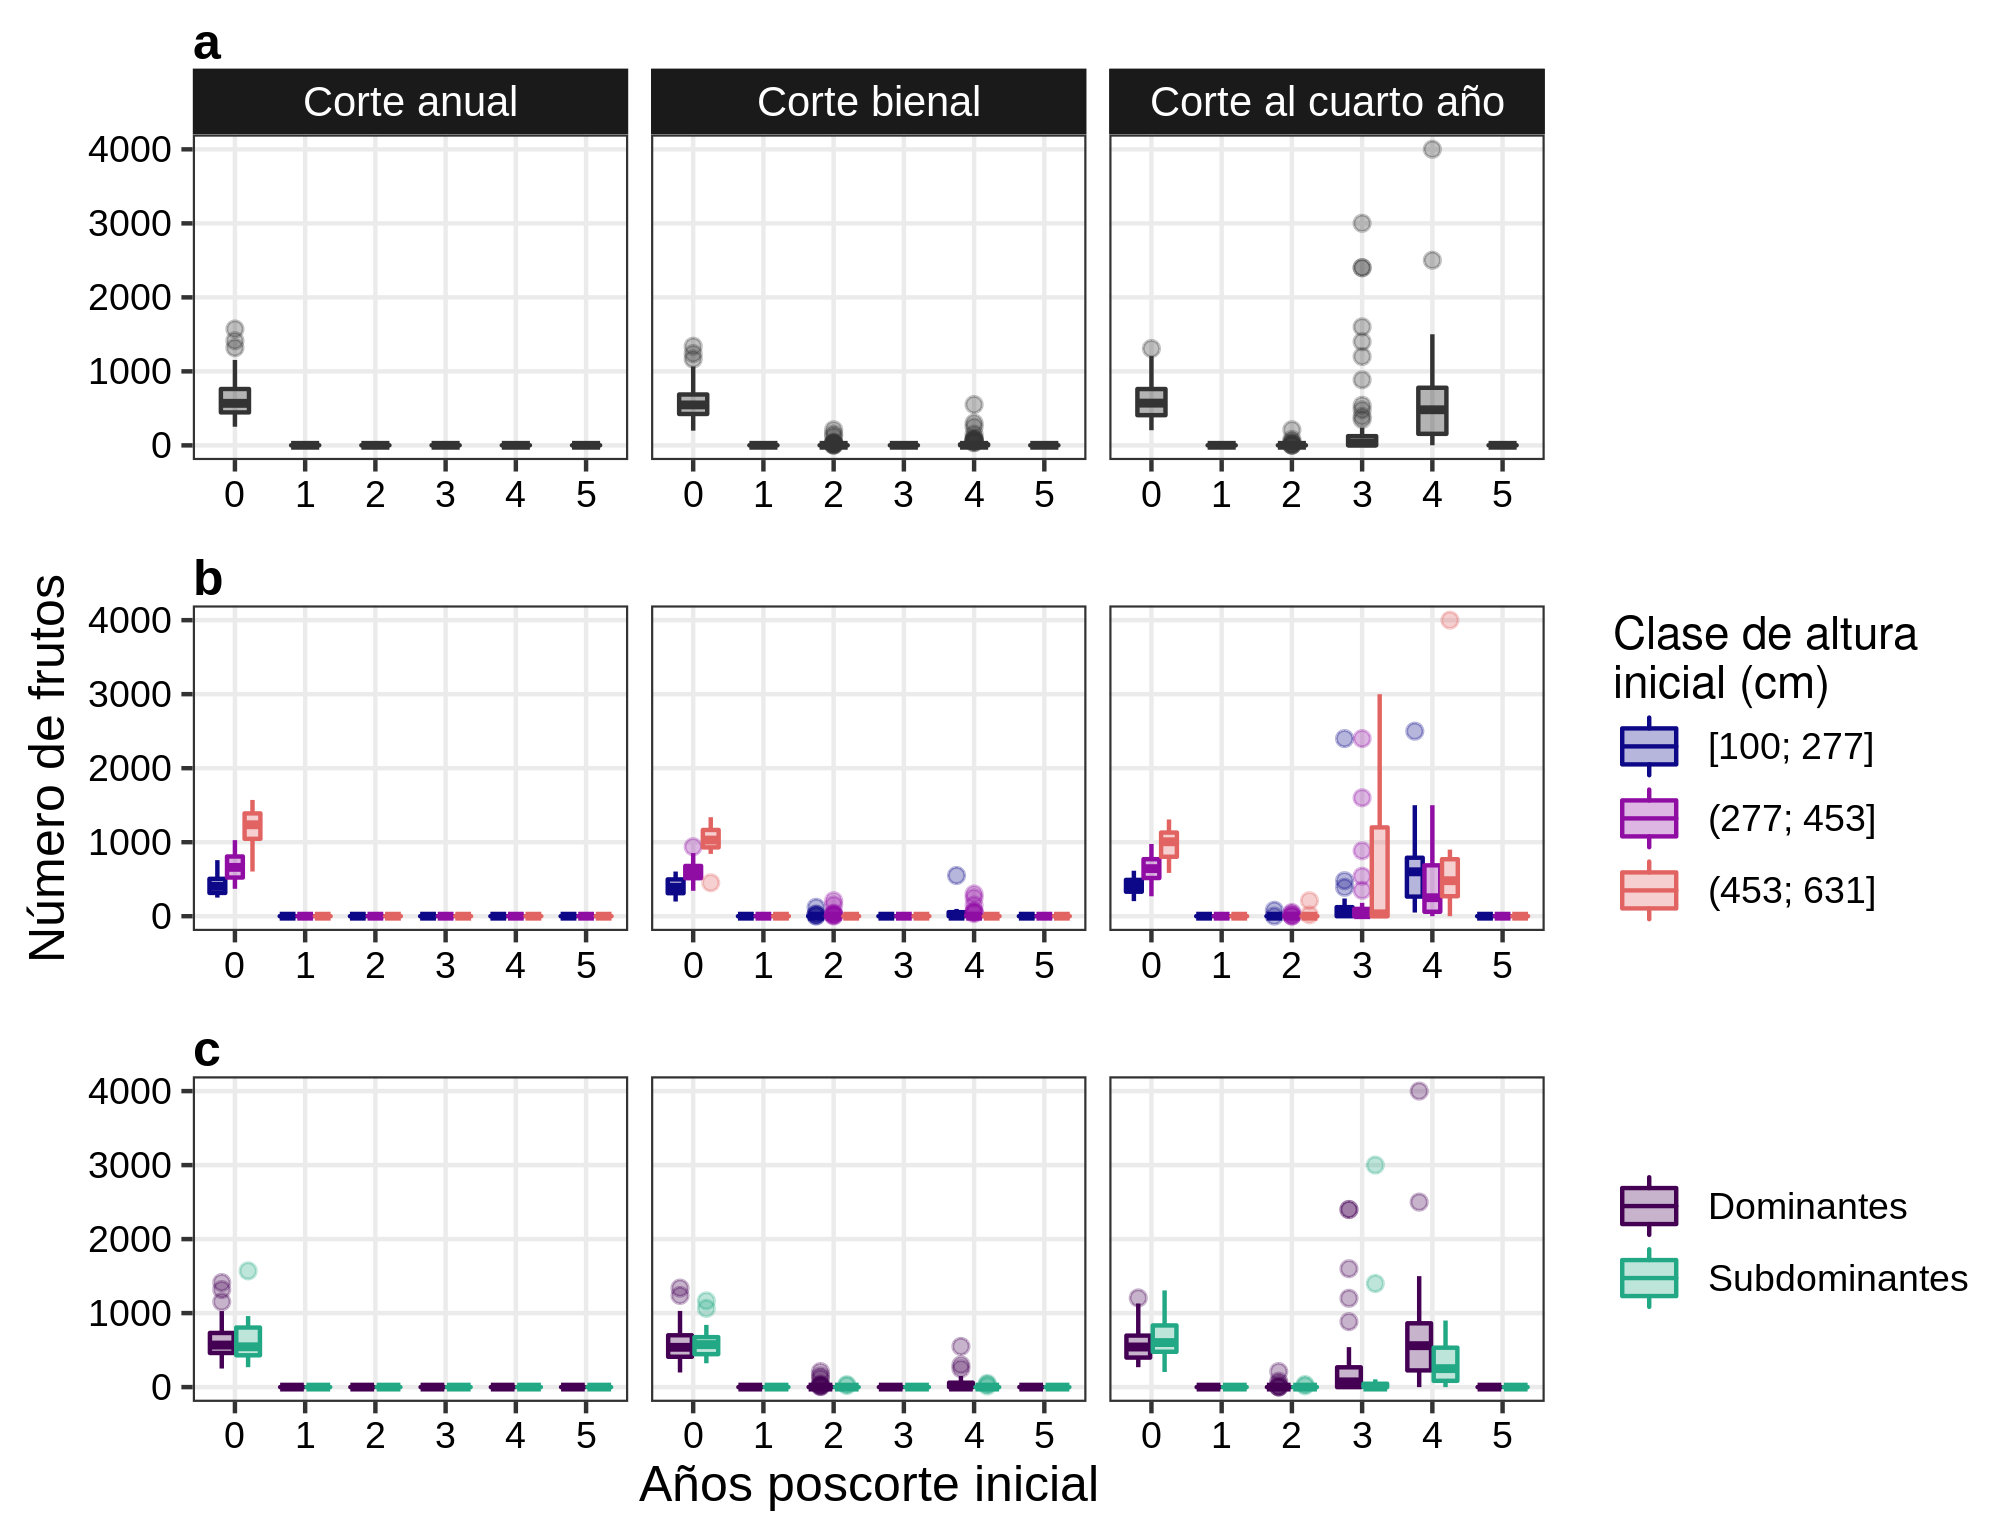 a
Corte anual
Corte bienal
Corte al cuarto año
4000
3000
2000
1000
0
0 1 2 3 4 5
0 1 2 3 4 5
0 1 2 3 4 5
Número de frutos
b
4000
3000
2000
1000
0
0 1 2 3 4 5
0 1 2 3 4 5
0 1 2 3 4 5
Clase de altura
inicial (cm)
[100; 277]
(277; 453]
(453; 631]
c
4000
3000
2000
1000
0
0 1 2 3 4 5
0 1 2 3 4 5
0 1 2 3 4 5
Dominantes
Subdominantes
Años poscorte inicial